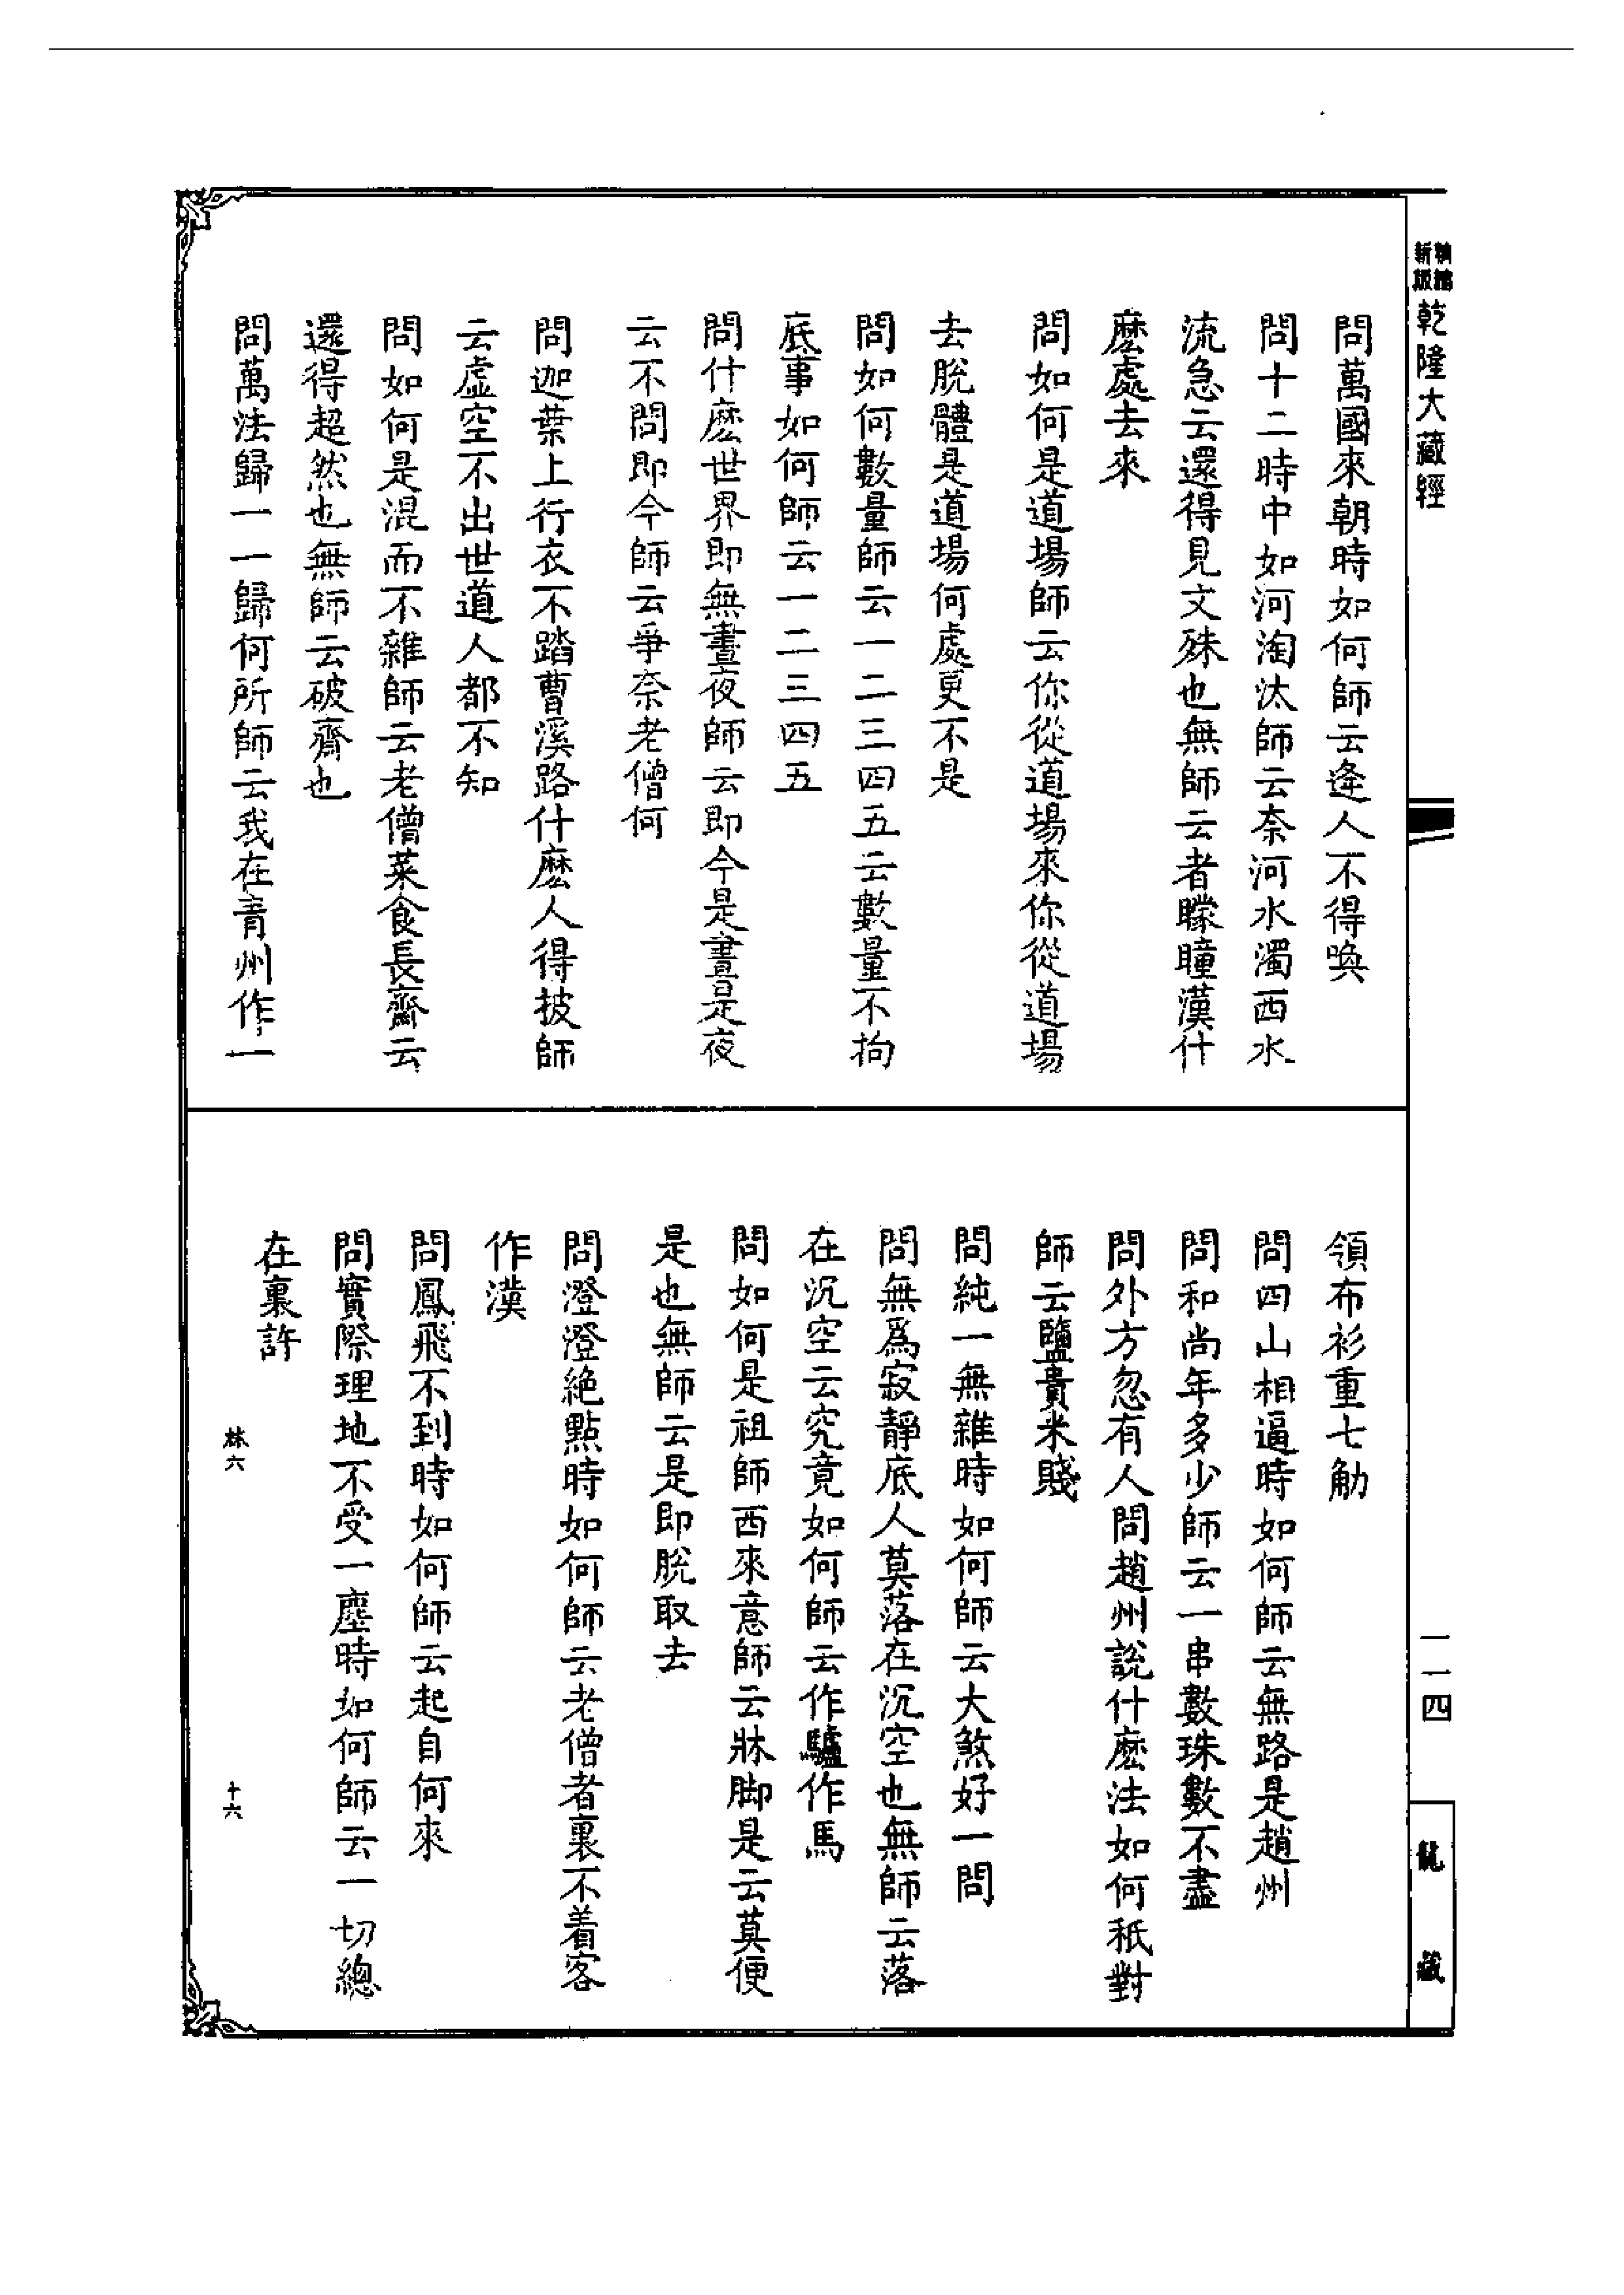 新版
精縮
乾隆大藏經
一一四
龍藏
問萬國來朝時如何師云逢人不得喚
問十二時中如河淘汰師云奈河水濁西水
流急云還得見文殊也無師云者矇瞳漢什
麽處去來
問如何是道場師云你從道場來你從道場
去脫體是道場何處更不是
問如何數量師云一二三四五云數量不拘
底事如何師云一二三四五
問什麽世界即無晝夜師云即今是晝是夜
云不問即今師云爭奈老僧何
問迦葉上行衣不踏曹溪路什麽人得披師
云虛空不出世道人都不知
問如何是混而不雜師云老僧菜食長齋云
還得超然也無師云破齋也
問萬法歸一一歸何所師云我在青州作一
領布衫重七觔
問四山相逼時如何師云無路是趙州
問和尚年多少師云一串數珠數不盡
問外方忽有人問趙州說什麽法如何秖對
師云鹽貴米賤
問純一無雜時如何師云大煞好一問
問無爲寂靜底人莫落在沉空也無師云落
在沉空云究竟如何師云作驢作馬
問如何是祖師西來意師云牀脚是云莫便
是也無師云是即脫取去
問澄澄絶點時如何師云老僧者裏不着客
作漢
問鳳飛不到時如何師云起自何來
問實際理地不受一塵時如何師云一切總
在裏許
林六
十六